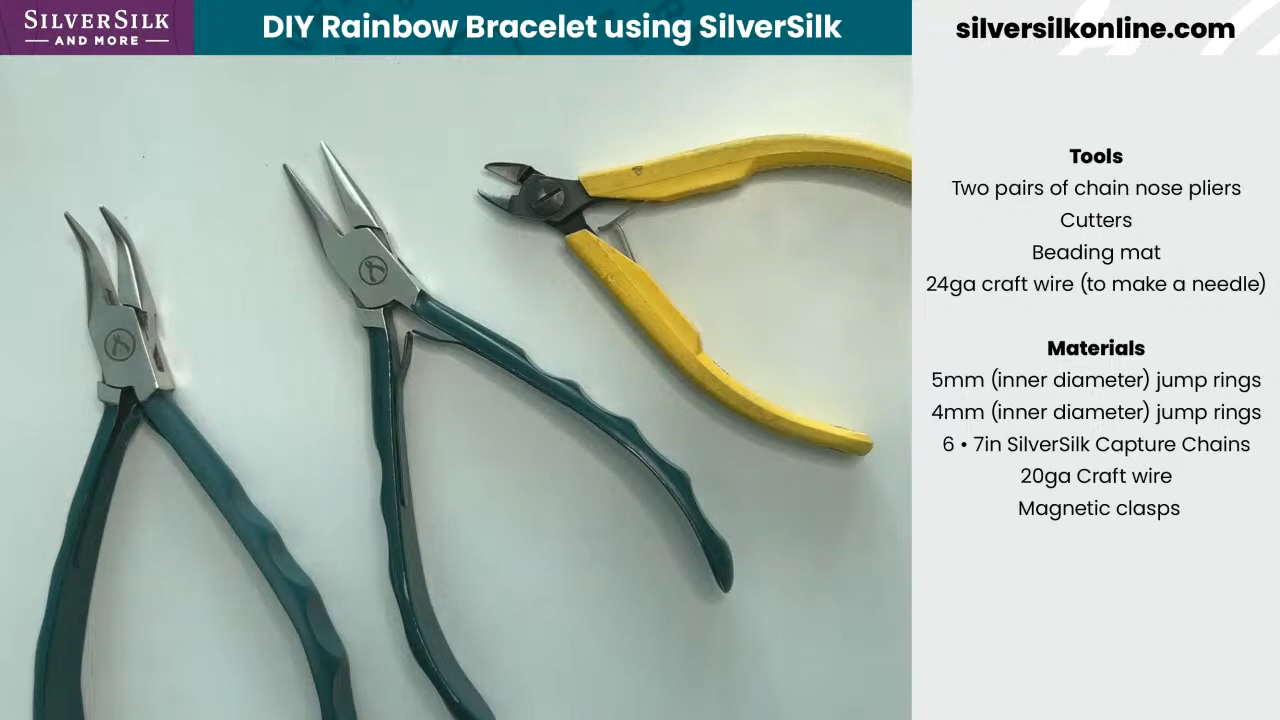 SILVERSILK
AND MORE
DIY Rainbow Bracelet using SilverSilk
silversilkonline.com
Tools
Two pairs of chain nose pliers
Cutters
Beading mat
24ga craft wire (to make a needle)
Materials
5mm (inner diameter) jump rings
4mm (inner diameter) jump rings
6 • 7in SilverSilk Capture Chains
20ga Craft wire
Magnetic clasps